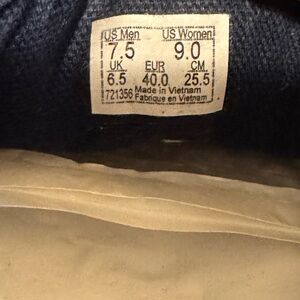 US Men US Women
7.5 9.0
UK EUR CM
6.5 40.0 25.5
721356 Made in Vietnam
Fabrique en Vietnam